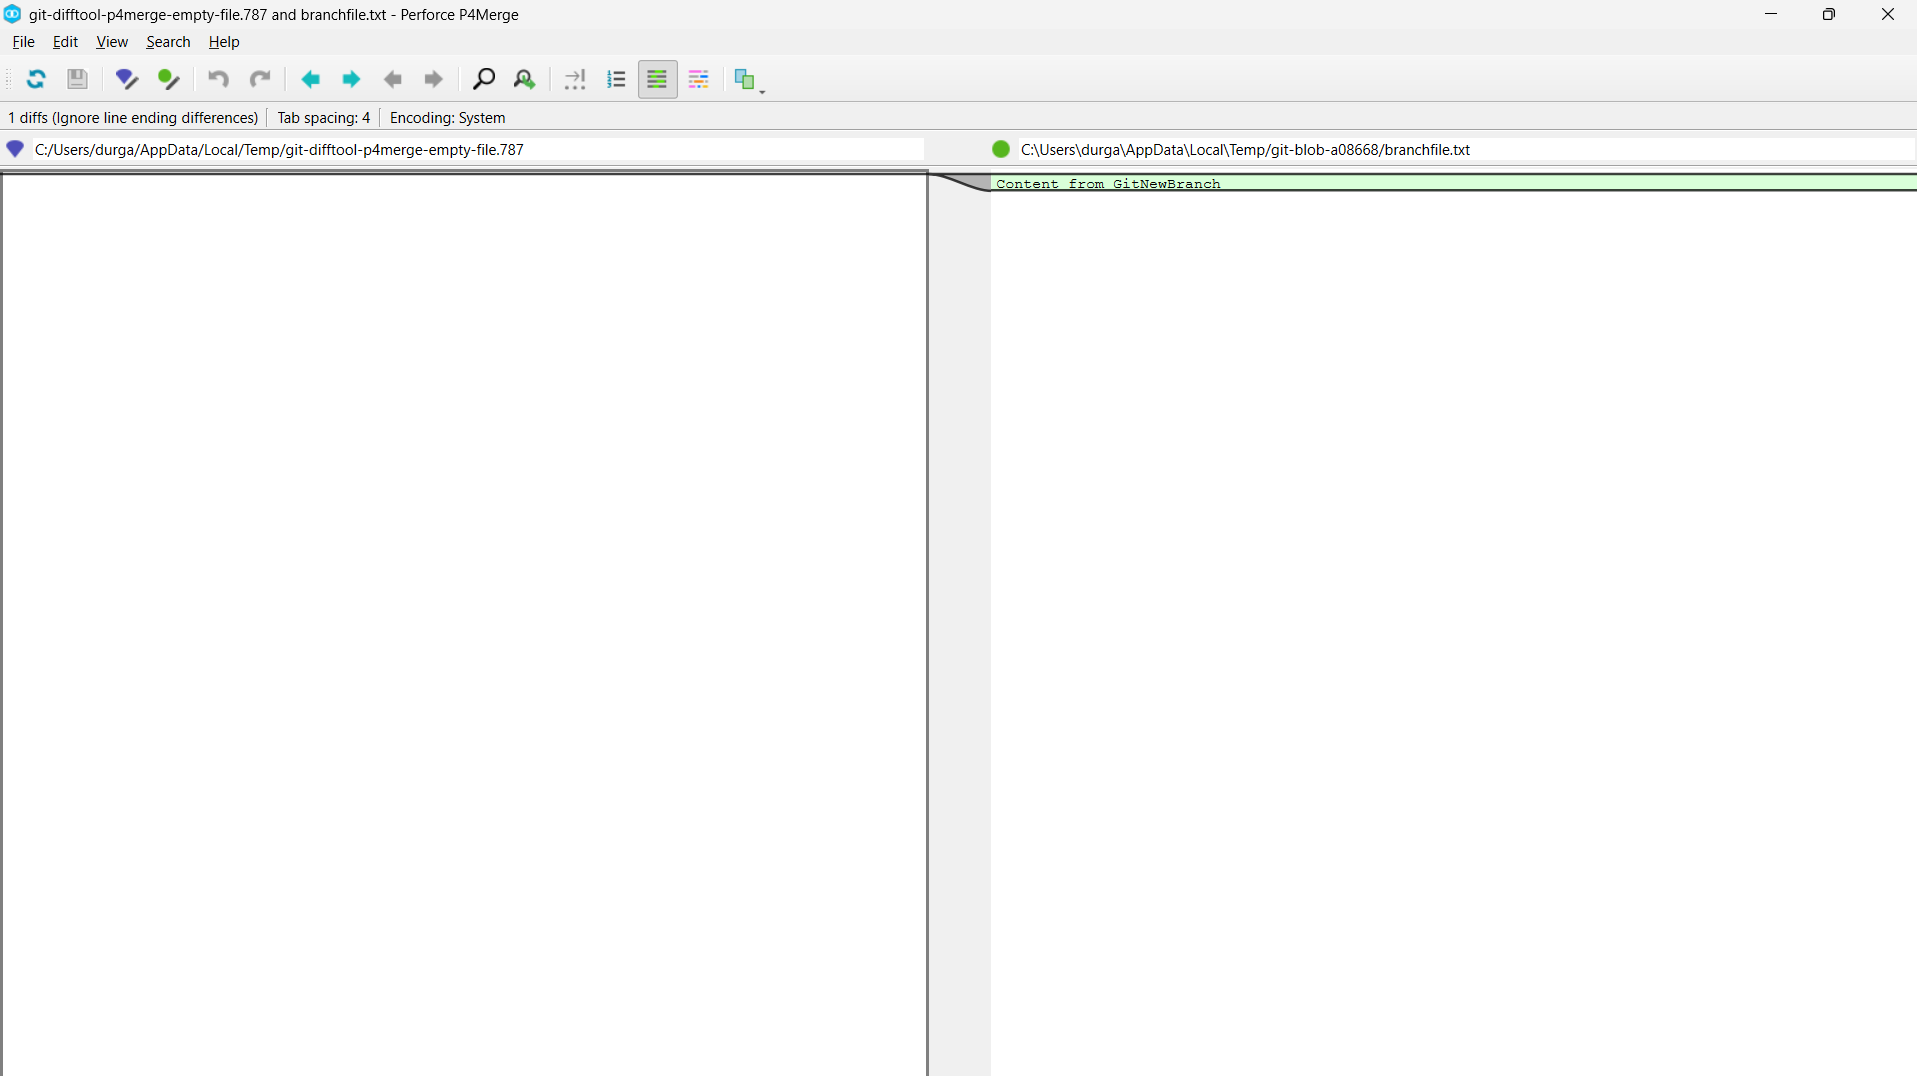 git-difftool-p4merge-empty-file.787 and branchfile.txt - Perforce P4Merge
File Edit View Search Help
1 diffs (Ignore line ending differences) Tab spacing: 4 Encoding: System
C:/Users/durga/AppData/Local/Temp/git-difftool-p4merge-empty-file.787
C:\Users\durga\AppData\Local\Temp/git-blob-a08668/branchfile.txt
Content from GitNewBranch